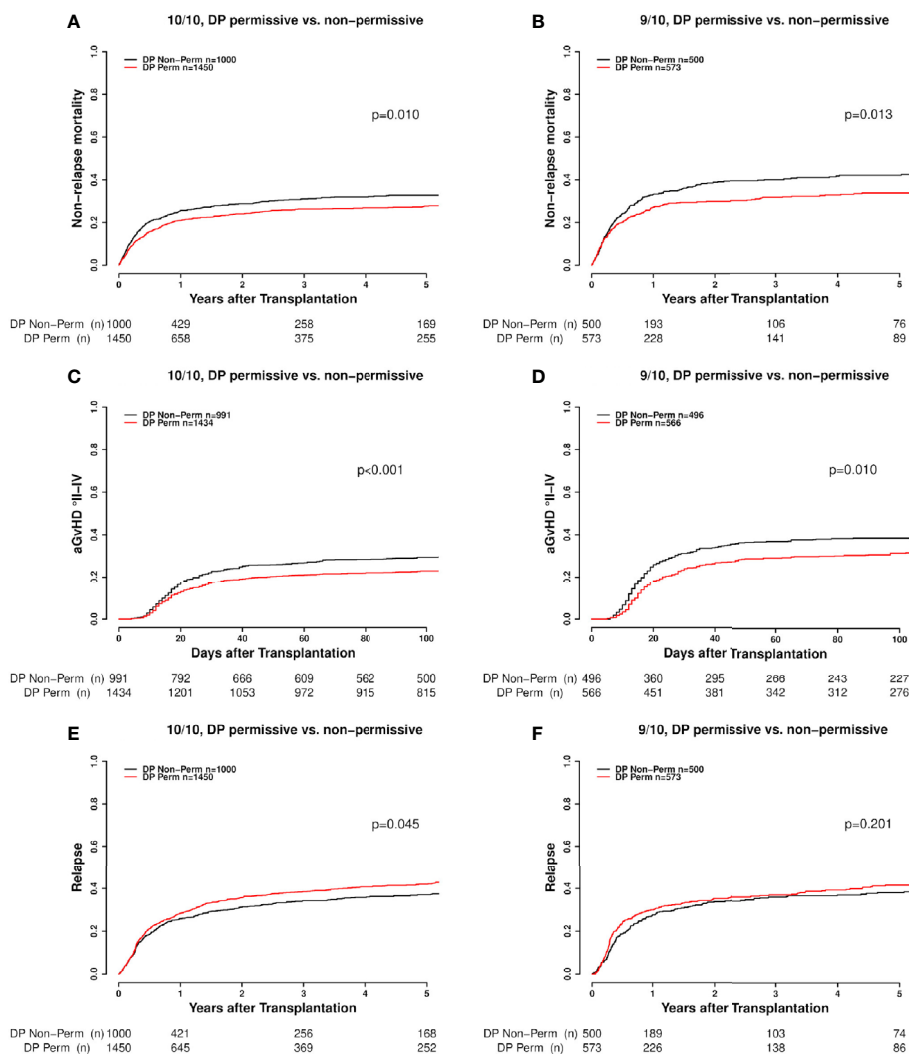 A
10/10, DP permissive vs. non−permissive
DP Non−Perm n=1000
DP Perm n=1450
p=0.010
Non−relapse mortality
0.0 0.2 0.4 0.6 0.8 1.0
0 1 2 3 4 5
Years after Transplantation
DP Non−Perm (n) 1000 429 258 169
DP Perm (n) 1450 658 375 255
B
9/10, DP permissive vs. non−permissive
DP Non−Perm n=500
DP Perm n=573
p=0.013
Non−relapse mortality
0.0 0.2 0.4 0.6 0.8 1.0
0 1 2 3 4 5
Years after Transplantation
DP Non−Perm (n) 500 193 106 76
DP Perm (n) 573 228 141 89
C
10/10, DP permissive vs. non−permissive
DP Non−Perm n=991
DP Perm n=1434
p<0.001
aGvHD °II−IV
0.0 0.2 0.4 0.6 0.8 1.0
0 20 40 60 80 100
Days after Transplantation
DP Non−Perm (n) 991 792 666 609 562 500
DP Perm (n) 1434 1201 1053 972 915 815
D
9/10, DP permissive vs. non−permissive
DP Non−Perm n=496
DP Perm n=566
p=0.010
aGvHD °II−IV
0.0 0.2 0.4 0.6 0.8 1.0
0 20 40 60 80 100
Days after Transplantation
DP Non−Perm (n) 496 360 295 266 243 227
DP Perm (n) 566 451 381 342 312 276
E
10/10, DP permissive vs. non−permissive
DP Non−Perm n=1000
DP Perm n=1450
p=0.045
Relapse
0.0 0.2 0.4 0.6 0.8 1.0
0 1 2 3 4 5
Years after Transplantation
DP Non−Perm (n) 1000 421 256 168
DP Perm (n) 1450 645 369 252
F
9/10, DP permissive vs. non−permissive
DP Non−Perm n=500
DP Perm n=573
p=0.201
Relapse
0.0 0.2 0.4 0.6 0.8 1.0
0 1 2 3 4 5
Years after Transplantation
DP Non−Perm (n) 500 189 103 74
DP Perm (n) 573 226 138 86